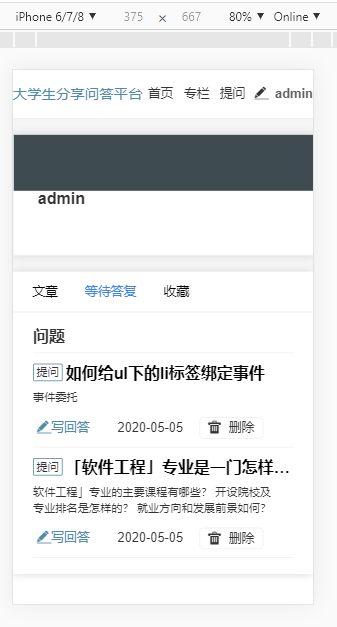 iPhone 6/7/8 ▼ 375 × 667 80% ▼ Online ▼
大学生分享问答平台 首页 专栏 提问 admin
admin
文章 等待答复 收藏
问题
提问 如何给ul下的li标签绑定事件
事件委托
写回答 2020-05-05 删除
提问 「软件工程」专业是一门怎样...
软件工程」专业的主要课程有哪些? 开设院校及
专业排名是怎样的? 就业方向和发展前景如何?
写回答 2020-05-05 删除